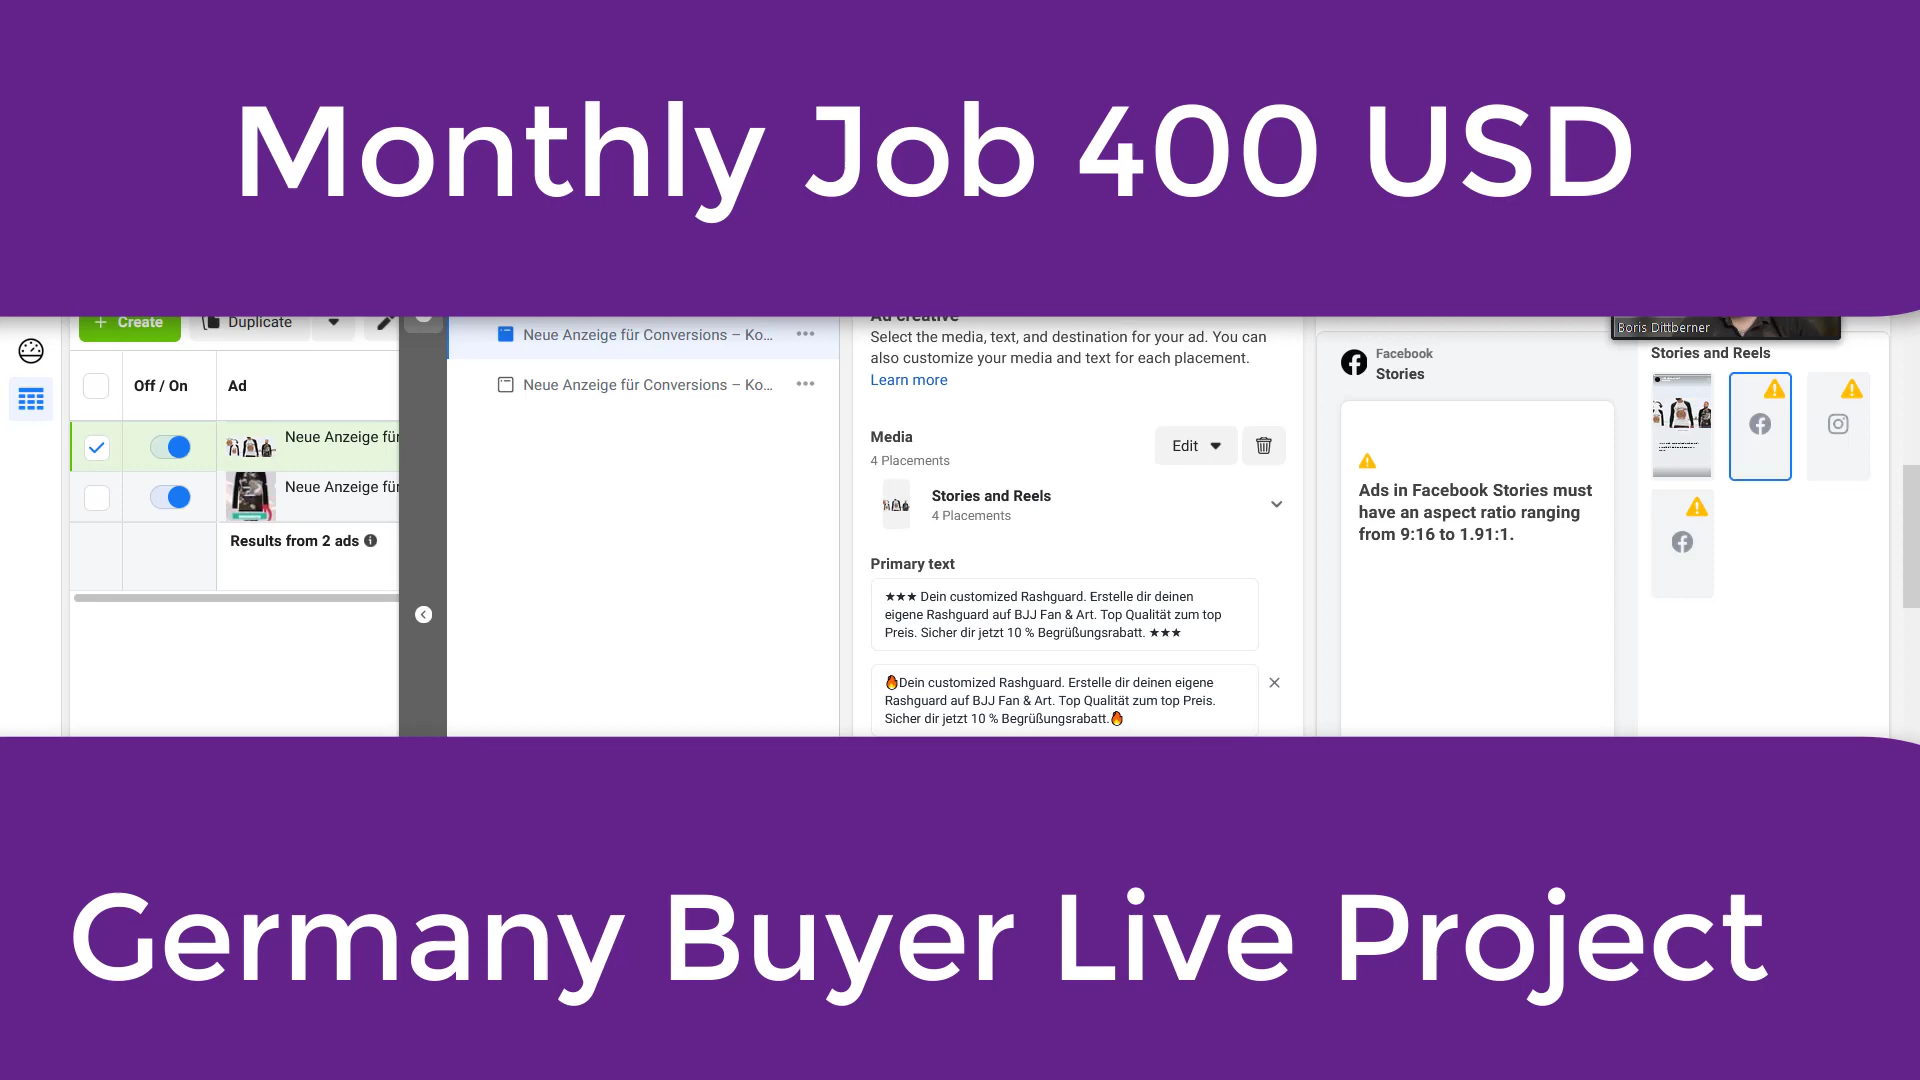 Monthly Job 400 USD
Create
Duplicate
Off / On
Ad
Neue Anzeige für
Neue Anzeige für
Results from 2 ads
Neue Anzeige für Conversions – Ko...
Neue Anzeige für Conversions – Ko...
Ad creative
Select the media, text, and destination for your ad. You can
also customize your media and text for each placement.
Learn more
Media
4 Placements
Edit
Stories and Reels
4 Placements
Primary text
★★★ Dein customized Rashguard. Erstelle dir deinen
eigene Rashguard auf BJJ Fan & Art. Top Qualität zum top
Preis. Sicher dir jetzt 10 % Begrüßungsrabatt. ★★★
🔥Dein customized Rashguard. Erstelle dir deinen eigene
Rashguard auf BJJ Fan & Art. Top Qualität zum top Preis.
Sicher dir jetzt 10 % Begrüßungsrabatt.🔥
Facebook
Stories
Ads in Facebook Stories must
have an aspect ratio ranging
from 9:16 to 1.91:1.
Boris Dittberner
Stories and Reels
Germany Buyer Live Project